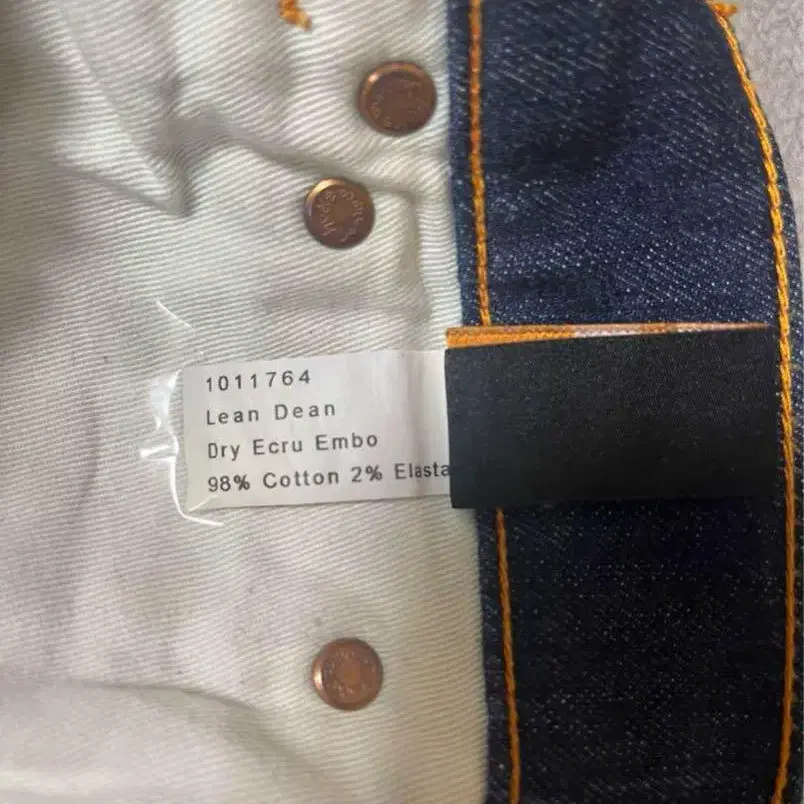 1011764
Lean Dean
Dry Ecru Embo
98% Cotton 2% Elasta